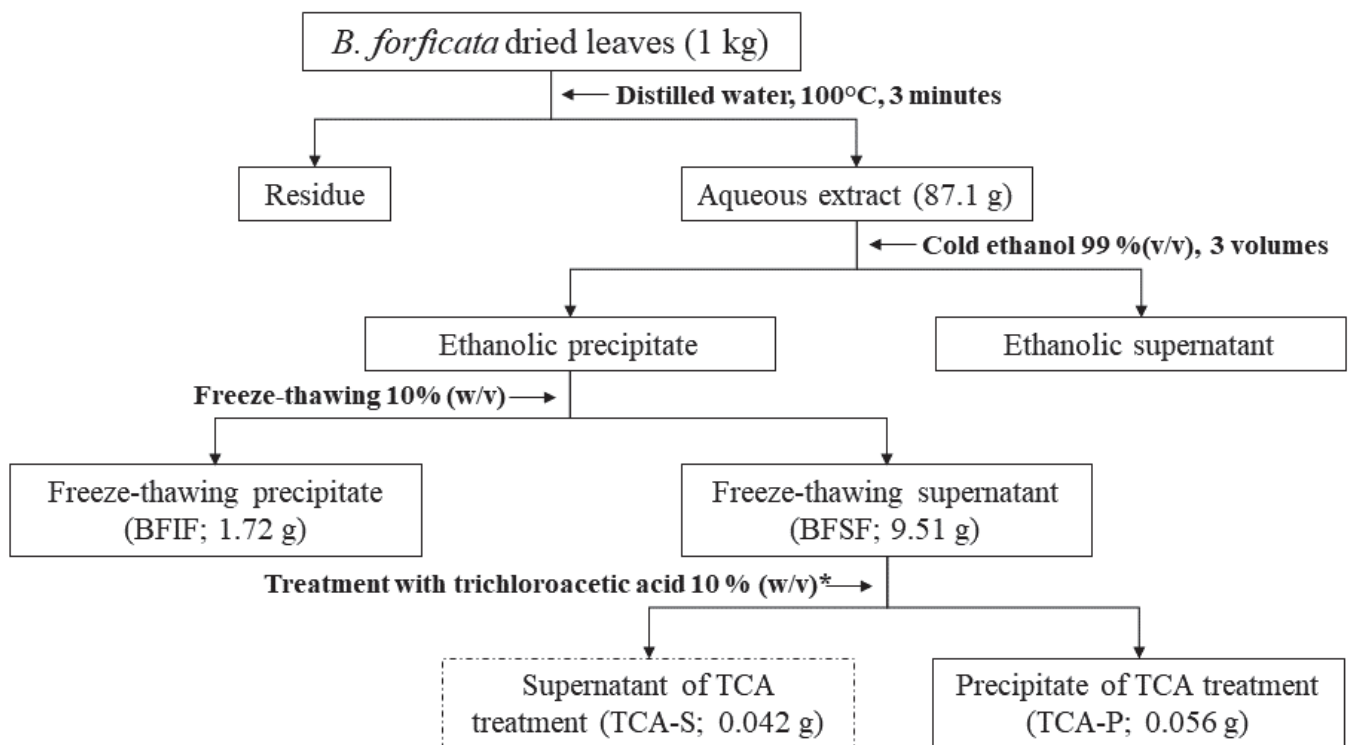 B. forficata dried leaves (1 kg)
Distilled water, 100°C, 3 minutes
Residue
Aqueous extract (87.1 g)
Cold ethanol 99 %(v/v), 3 volumes
Ethanolic precipitate
Ethanolic supernatant
Freeze-thawing 10% (w/v)
Freeze-thawing precipitate
(BFIF; 1.72 g)
Freeze-thawing supernatant
(BFSF; 9.51 g)
Treatment with trichloroacetic acid 10 % (w/v)*
Supernatant of TCA
treatment (TCA-S; 0.042 g)
Precipitate of TCA treatment
(TCA-P; 0.056 g)